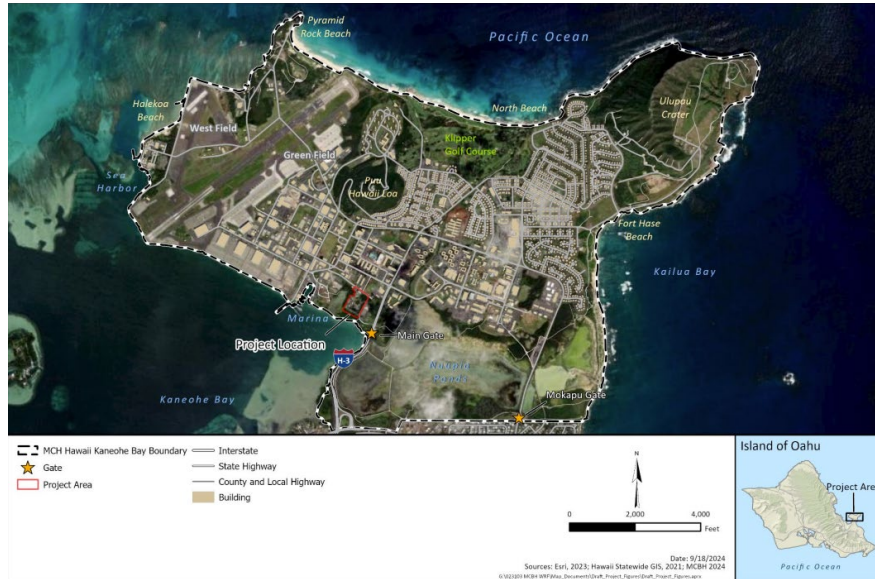 Pyramid
Rock Beach
Pacific Ocean
Halekoa
Beach
West Field
North Beach
Ulupau
Crater
Green Field
Klipper
Golf Course
Sea
Harbor
Puu
Hawaii Loa
Fort Hase
Beach
Kailua Bay
Marina
Project Location
Main Gate
H-3
Ponds
Kaneohe Bay
Mokapu Gate
MCH Hawaii Kaneohe Bay Boundary
Gate
Project Area
Interstate
State Highway
County and Local Highway
Building
N
0 2,000 4,000
Feet
Date: 9/18/2024
Sources: Esri, 2023; Hawaii Statewide GIS, 2021; MCBH 2024
Island of Oahu
Project Area
Pacific Ocean